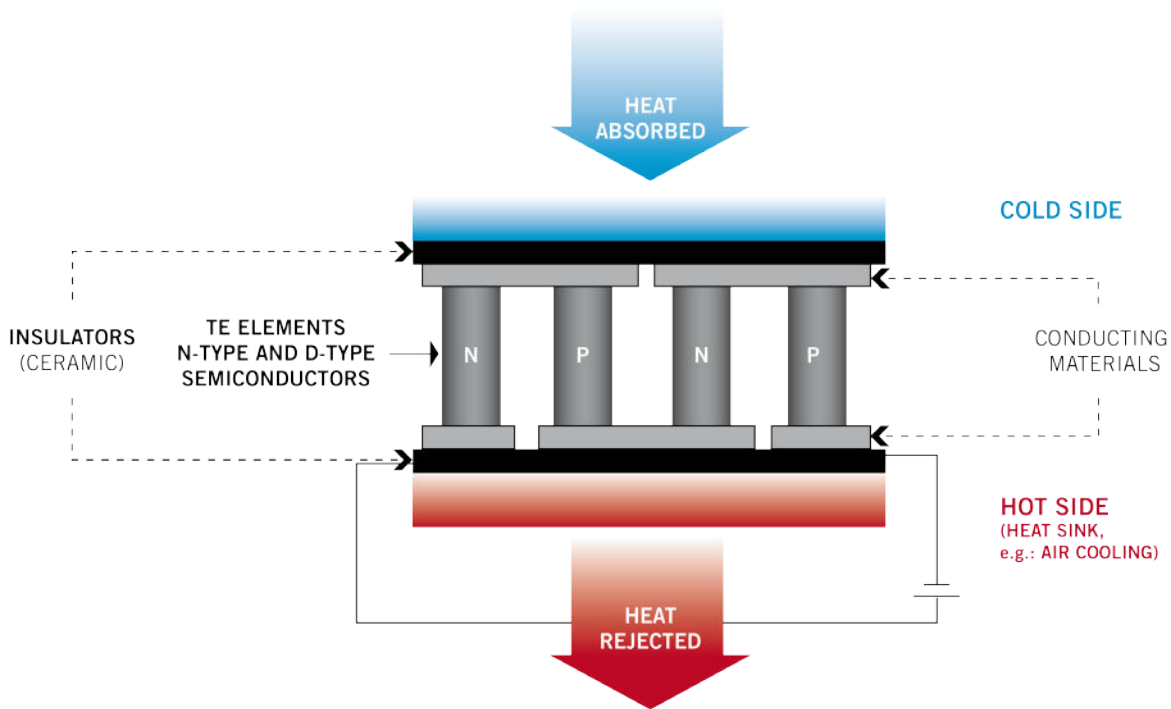 HEAT
ABSORBED
COLD SIDE
INSULATORS
(CERAMIC)
TE ELEMENTS
N-TYPE AND D-TYPE
SEMICONDUCTORS
N
P
N
P
CONDUCTING
MATERIALS
HOT SIDE
(HEAT SINK,
e.g.: AIR COOLING)
HEAT
REJECTED